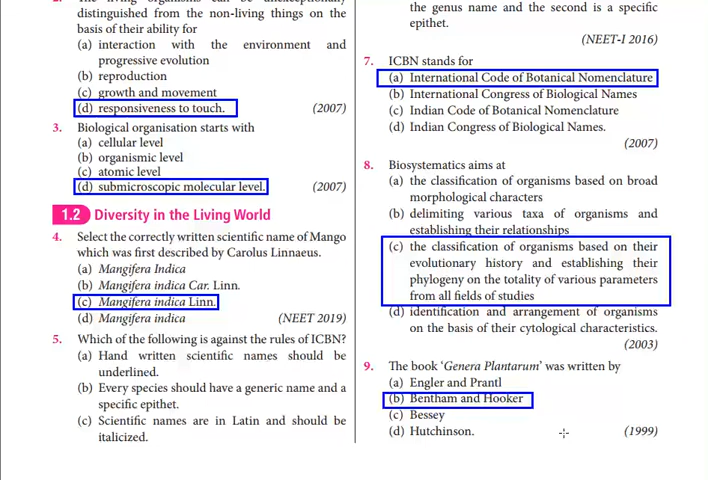 distinguished from the non-living things on the
basis of their ability for
(a) interaction with the environment and
progressive evolution
(b) reproduction
(c) growth and movement
(d) responsiveness to touch. (2007)
3. Biological organisation starts with
(a) cellular level
(b) organismic level
(c) atomic level
(d) submicroscopic molecular level. (2007)
1.2 Diversity in the Living World
4. Select the correctly written scientific name of Mango
which was first described by Carolus Linnaeus.
(a) Mangifera Indica
(b) Mangifera indica Car. Linn.
(c) Mangifera indica Linn.
(d) Mangifera indica (NEET 2019)
5. Which of the following is against the rules of ICBN?
(a) Hand written scientific names should be
underlined.
(b) Every species should have a generic name and a
specific epithet.
(c) Scientific names are in Latin and should be
italicized.
the genus name and the second is a specific
epithet.
(NEET-I 2016)
7. ICBN stands for
(a) International Code of Botanical Nomenclature
(b) International Congress of Biological Names
(c) Indian Code of Botanical Nomenclature
(d) Indian Congress of Biological Names.
(2007)
8. Biosystematics aims at
(a) the classification of organisms based on broad
morphological characters
(b) delimiting various taxa of organisms and
establishing their relationships
(c) the classification of organisms based on their
evolutionary history and establishing their
phylogeny on the totality of various parameters
from all fields of studies
(d) identification and arrangement of organisms
on the basis of their cytological characteristics.
(2003)
9. The book ‘Genera Plantarum’ was written by
(a) Engler and Prantl
(b) Bentham and Hooker
(c) Bessey
(d) Hutchinson. (1999)